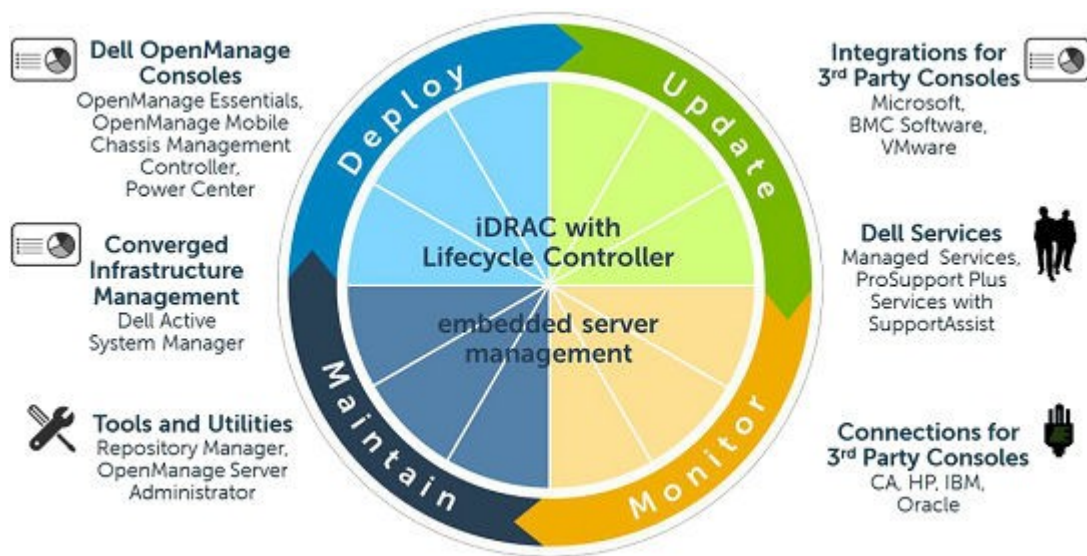 Dell OpenManage
Consoles
OpenManage Essentials,
OpenManage Mobile
Chassis Management
Controller,
Power Center
Converged
Infrastructure
Management
Dell Active
System Manager
Tools and Utilities
Repository Manager,
OpenManage Server
Administrator
Deploy
Update
Maintain
Monitor
iDRAC with
Lifecycle Controller
embedded server
management
Integrations for
3rd Party Consoles
Microsoft,
BMC Software,
VMware
Dell Services
Managed Services,
ProSupport Plus
Services with
SupportAssist
Connections for
3rd Party Consoles
CA, HP, IBM,
Oracle